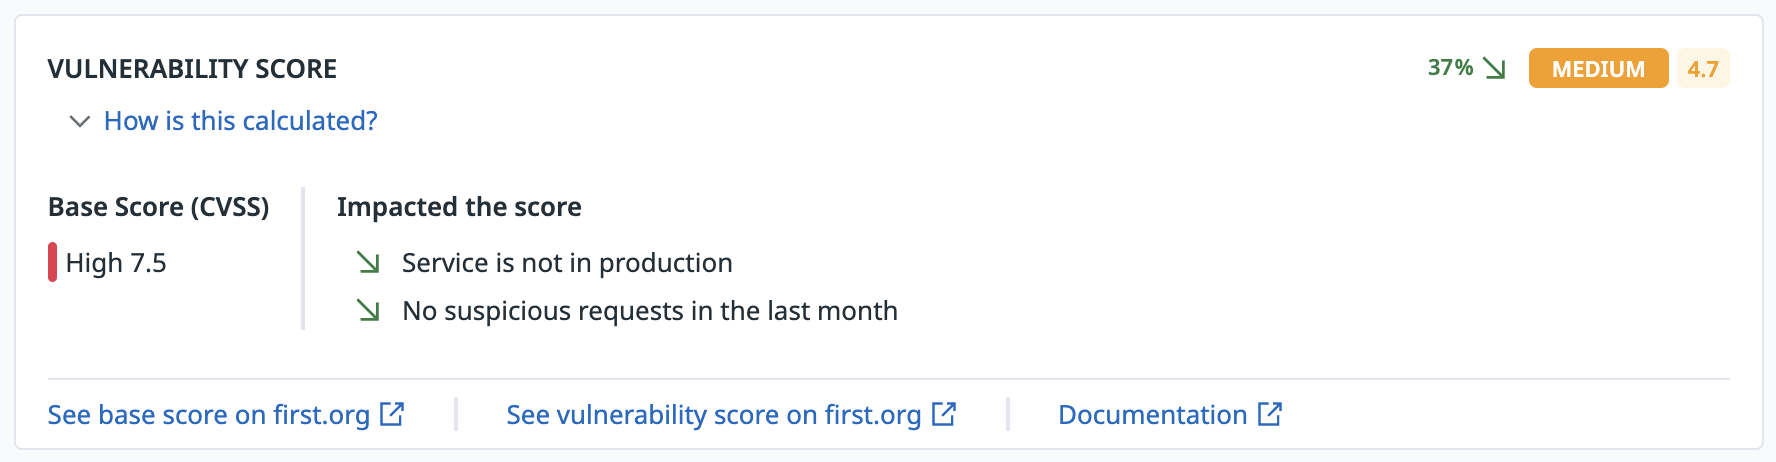 VULNERABILITY SCORE
37% MEDIUM 4.7
How is this calculated?
Base Score (CVSS)
High 7.5
Impacted the score
Service is not in production
No suspicious requests in the last month
See base score on first.org
See vulnerability score on first.org
Documentation